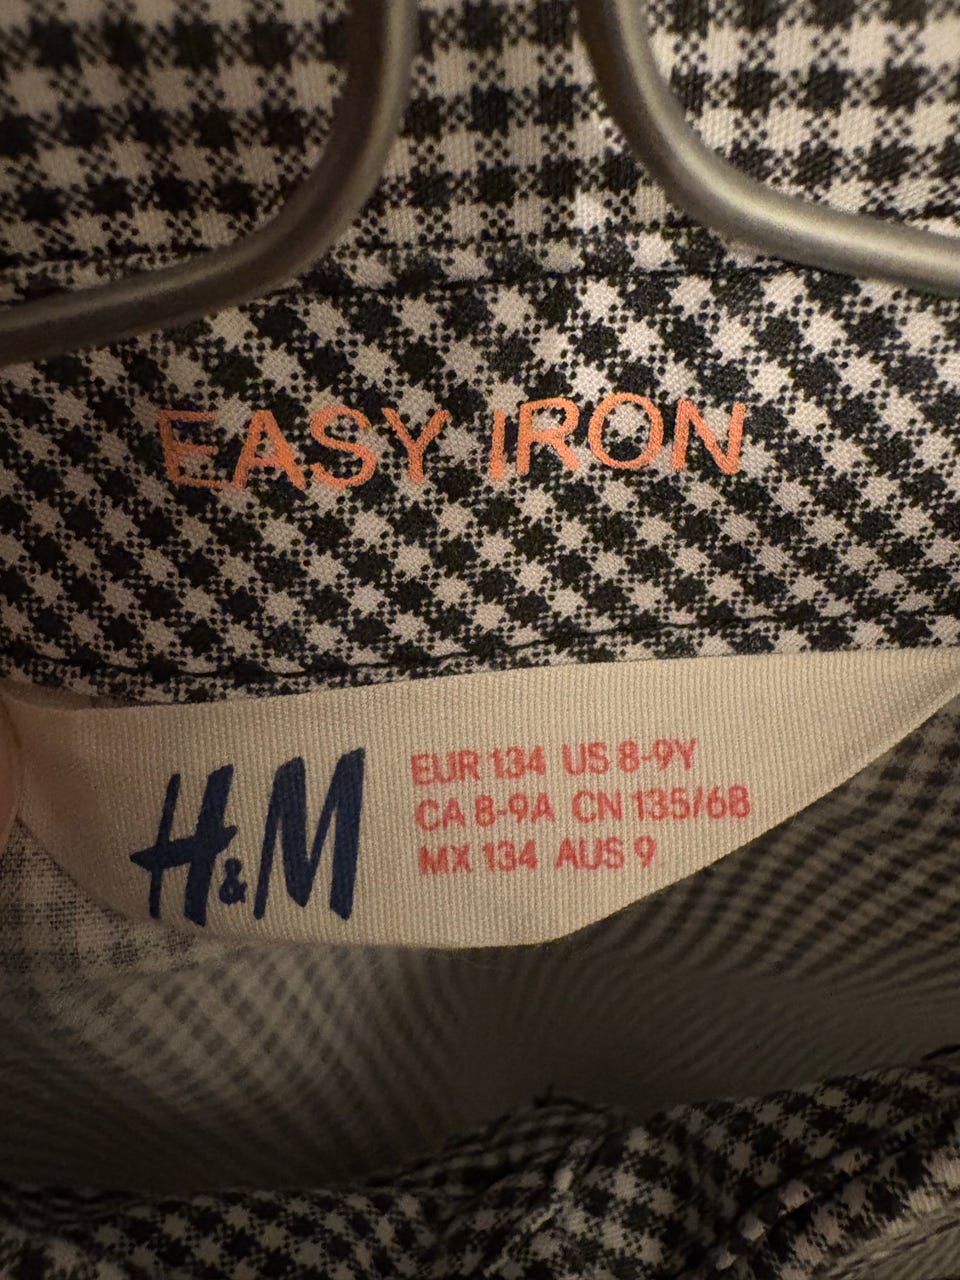 EASY IRON
H&M
EUR 134 US 8-9Y
CA 8-9A CN 135/68
MX 134 AUS 9